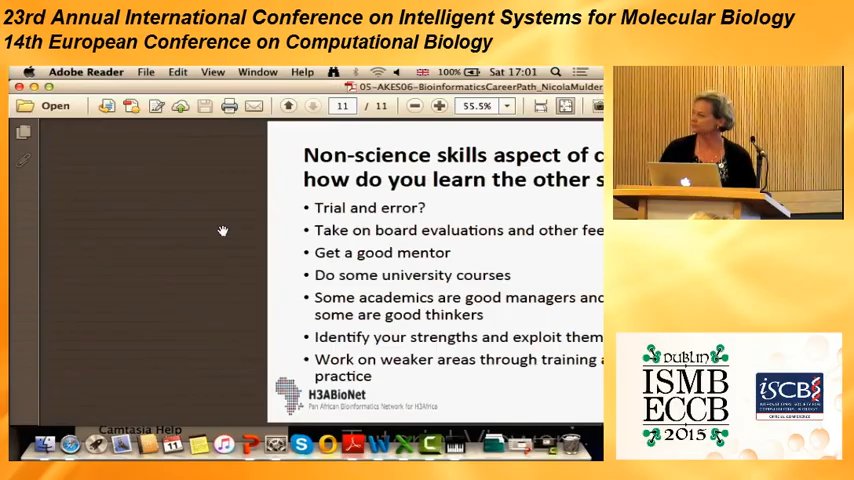 23rd Annual International Conference on Intelligent Systems for Molecular Biology
14th European Conference on Computational Biology
Adobe Reader File Edit View Window Help 100% Sat 17:01
05-AKES06-BioinformaticsCareerPath_NicolaMulder
Open 11 / 11 55.5%
Non-science skills aspect of c
how do you learn the other s
• Trial and error?
• Take on board evaluations and other fee
• Get a good mentor
• Do some university courses
• Some academics are good managers and
some are good thinkers
• Identify your strengths and exploit them
• Work on weaker areas through training a
practice
H3ABioNet
Pan African Bioinformatics Network for H3Africa
Camtasia Help
DUBLIN
ISMB
ECCB
2015
ISCB